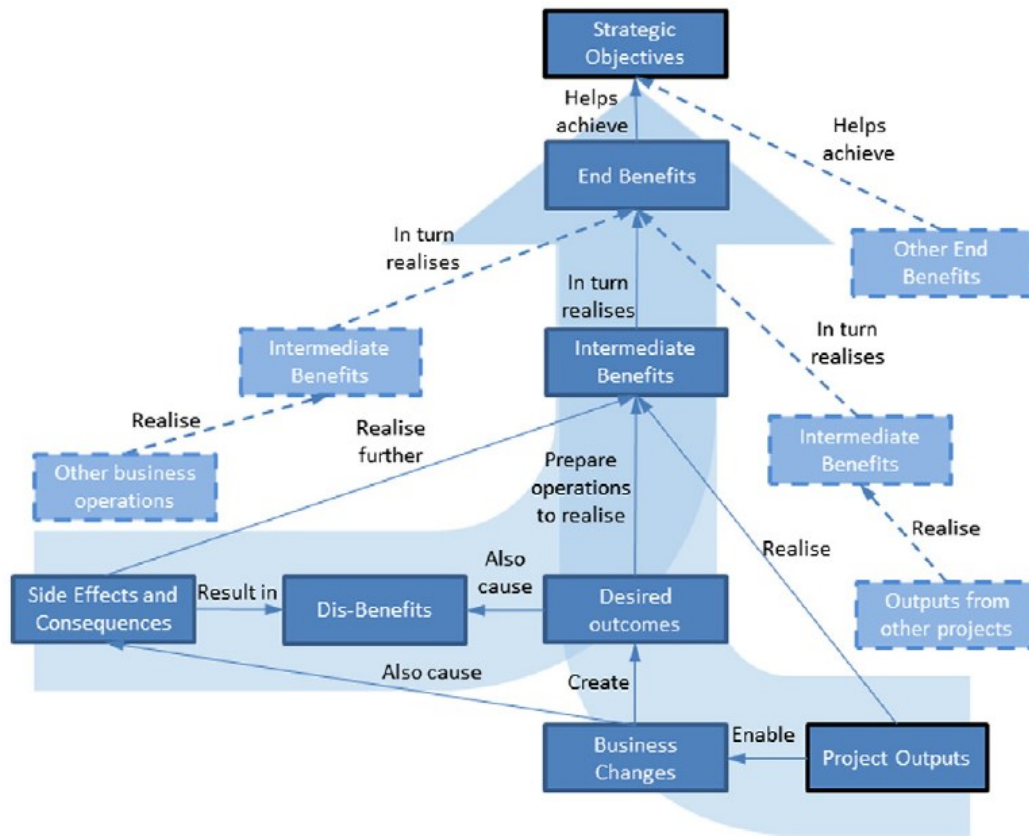 Strategic
Objectives
Helps
achieve
Helps
achieve
End Benefits
Other End
Benefits
In turn
realises
In turn
realises
In turn
realises
Intermediate
Benefits
Intermediate
Benefits
Realise
Realise
further
Intermediate
Benefits
Other business
operations
Prepare
operations
to realise
Realise
Realise
Side Effects and
Consequences
Result in
Dis-Benefits
Also
cause
Desired
outcomes
Outputs from
other projects
Also cause
Create
Business
Changes
Enable
Project Outputs